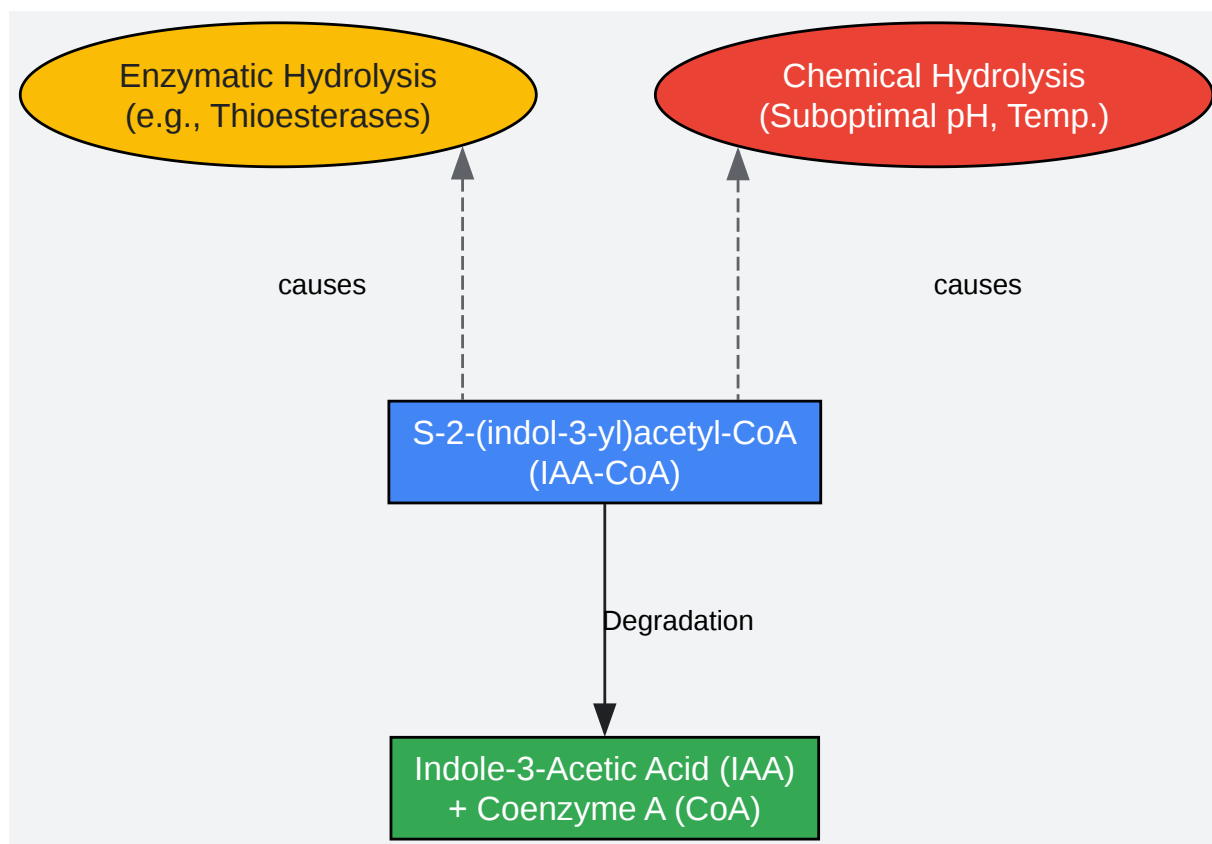 Enzymatic Hydrolysis
(e.g., Thioesterases)
Chemical Hydrolysis
(Suboptimal pH, Temp.)
causes
causes
S-2-(indol-3-yl)acetyl-CoA
(IAA-CoA)
Degradation
Indole-3-Acetic Acid (IAA)
+ Coenzyme A (CoA)